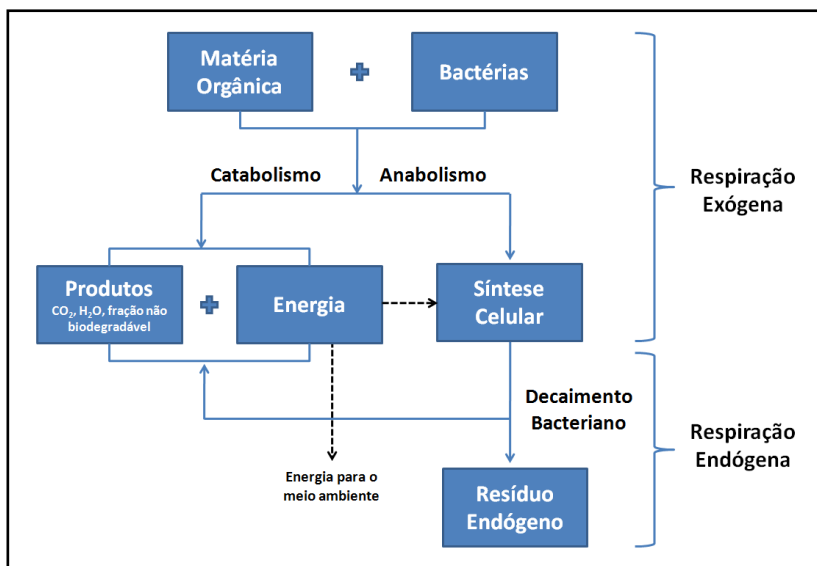 Matéria
Orgânica
Bactérias
Catabolismo
Anabolismo
Respiração
Exógena
Produtos
CO₂, H₂O, fração não
biodegradável
Energia
Síntese
Celular
Decaimento
Bacteriano
Respiração
Endógena
Energia para o
meio ambiente
Resíduo
Endógeno